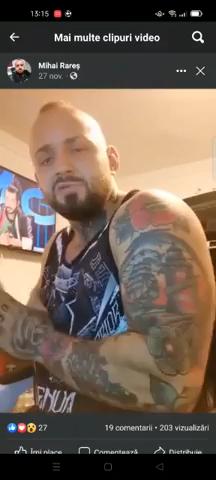 13:15
Mai multe clipuri video
Mihai Rareș
27 nov. ·
27
19 comentarii • 203 vizualizări
Îmi place
Comentează
Distribuie